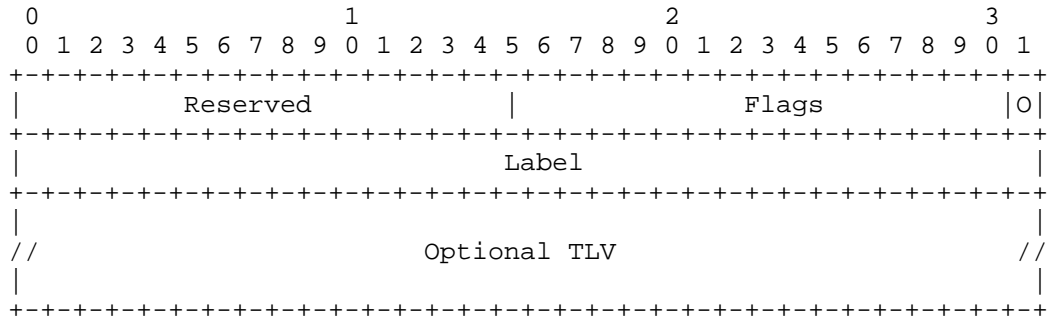 0                   1                   2                   3
 0 1 2 3 4 5 6 7 8 9 0 1 2 3 4 5 6 7 8 9 0 1 2 3 4 5 6 7 8 9 0 1
+-+-+-+-+-+-+-+-+-+-+-+-+-+-+-+-+-+-+-+-+-+-+-+-+-+-+-+-+-+-+-+-+
|          Reserved             |             Flags           |O|
+-+-+-+-+-+-+-+-+-+-+-+-+-+-+-+-+-+-+-+-+-+-+-+-+-+-+-+-+-+-+-+-+
|                             Label                             |
+-+-+-+-+-+-+-+-+-+-+-+-+-+-+-+-+-+-+-+-+-+-+-+-+-+-+-+-+-+-+-+-+
|                                                               |
//                        Optional TLV                         //
|                                                               |
+-+-+-+-+-+-+-+-+-+-+-+-+-+-+-+-+-+-+-+-+-+-+-+-+-+-+-+-+-+-+-+-+